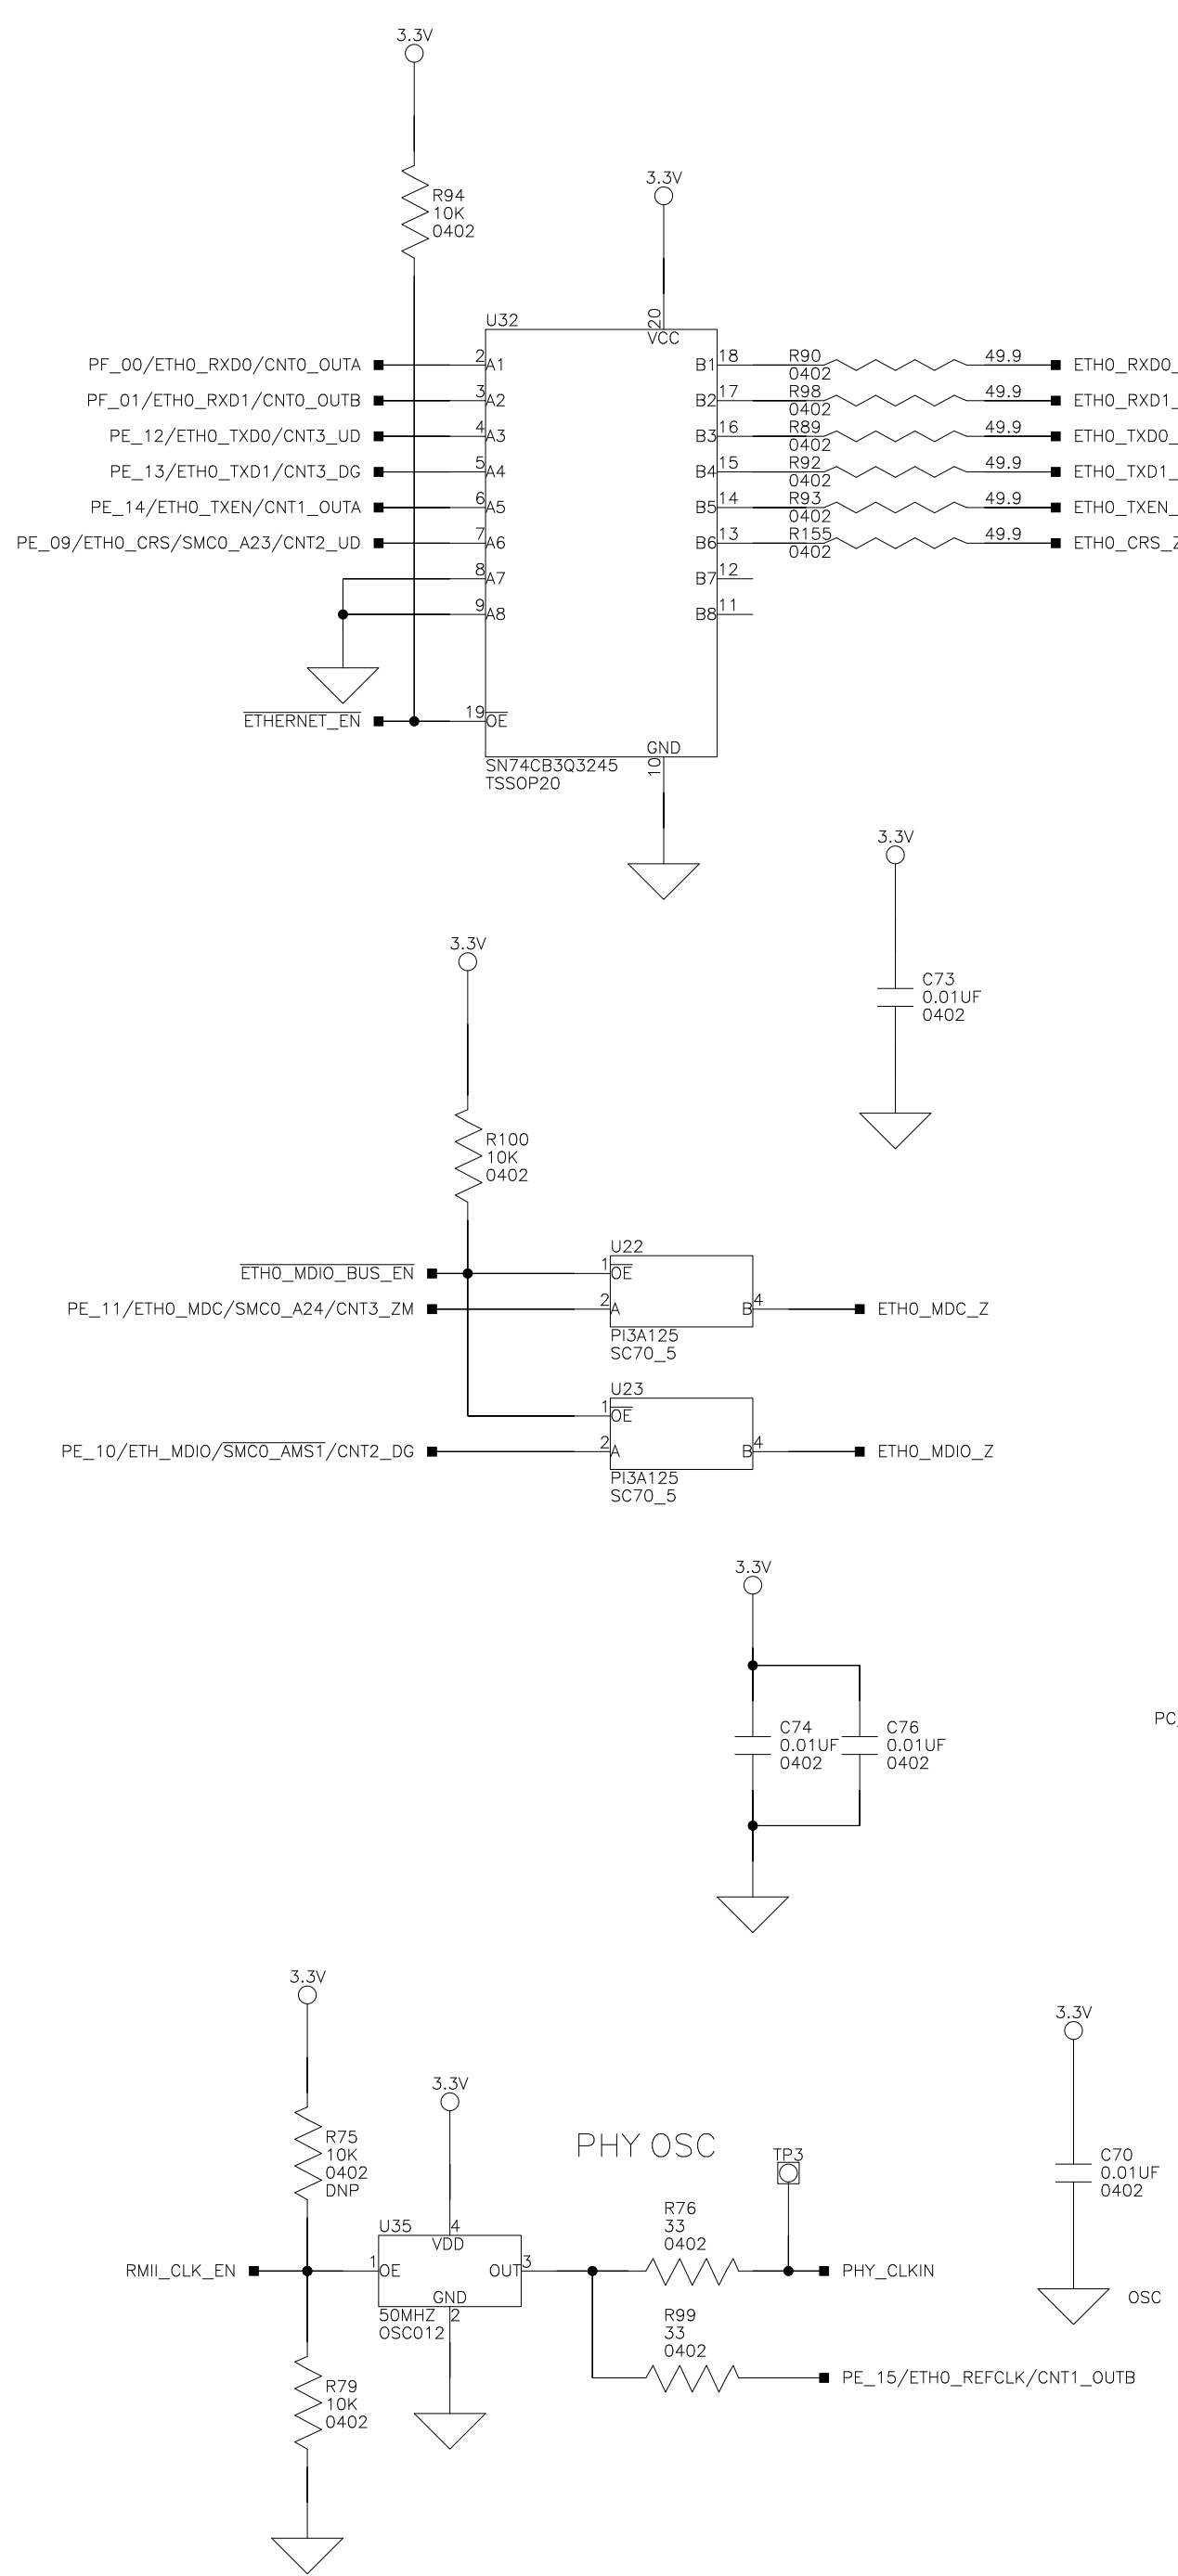 3.3V
R94
10K
0402
3.3V
U32
20
VCC
PF_00/ETH0_RXD0/CNT0_OUTA 2 A1 B1 18 R90 0402 49.9 ETH0_RXD0_
PF_01/ETH0_RXD1/CNT0_OUTB 3 A2 B2 17 R98 0402 49.9 ETH0_RXD1_
PE_12/ETH0_TXD0/CNT3_UD 4 A3 B3 16 R89 0402 49.9 ETH0_TXD0_
PE_13/ETH0_TXD1/CNT3_DG 5 A4 B4 15 R92 0402 49.9 ETH0_TXD1_
PE_14/ETH0_TXEN/CNT1_OUTA 6 A5 B5 14 R93 0402 49.9 ETH0_TXEN_
PE_09/ETH0_CRS/SMC0_A23/CNT2_UD 7 A6 B6 13 R155 0402 49.9 ETH0_CRS_Z
8 A7 B7 12
9 A8 B8 11
ETHERNET_EN 19 OE
GND
10
SN74CB3Q3245
TSSOP20
3.3V
C73
0.01UF
0402
3.3V
R100
10K
0402
U22
ETH0_MDIO_BUS_EN 1 OE
PE_11/ETH0_MDC/SMC0_A24/CNT3_ZM 2 A B 4 ETH0_MDC_Z
PI3A125
SC70_5
U23
1 OE
PE_10/ETH_MDIO/SMC0_AMS1/CNT2_DG 2 A B 4 ETH0_MDIO_Z
PI3A125
SC70_5
3.3V
C74
0.01UF
0402
C76
0.01UF
0402
PC_
3.3V
R75
10K
0402
DNP
3.3V
PHY OSC
TP3
3.3V
C70
0.01UF
0402
OSC
U35
4
VDD
R76
33
0402
RMII_CLK_EN 1 OE OUT 3 PHY_CLKIN
GND
2
50MHZ
OSC012
R99
33
0402
PE_15/ETH0_REFCLK/CNT1_OUTB
R79
10K
0402